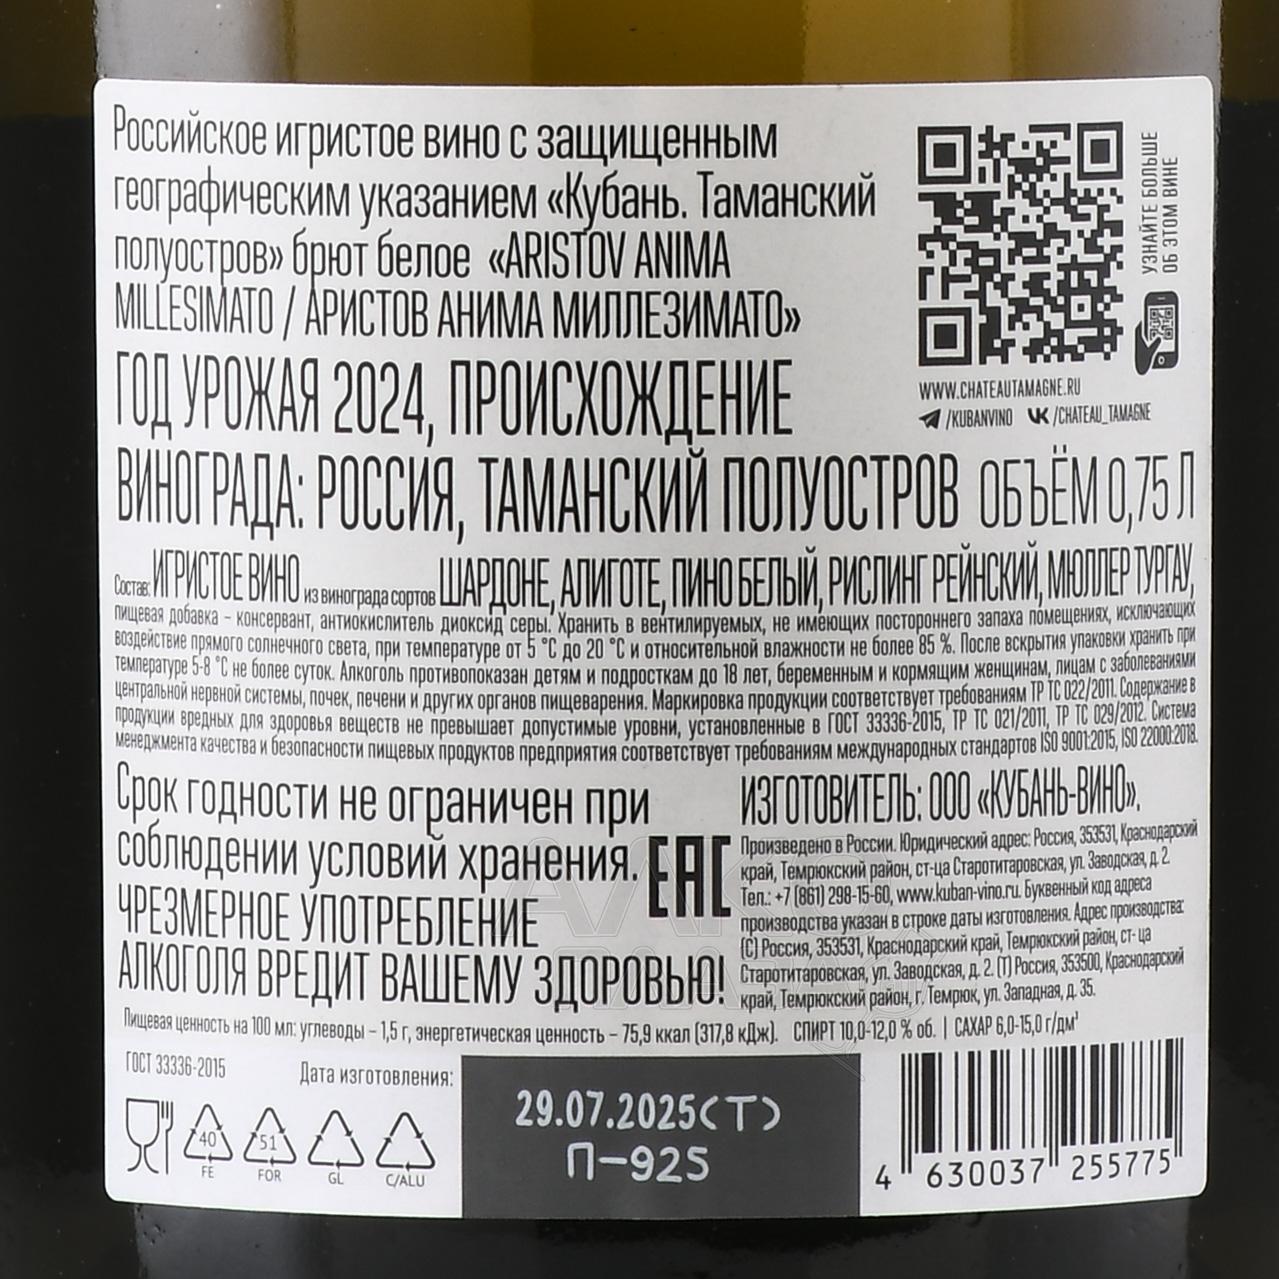 Российское игристое вино с защищенным
географическим указанием «Кубань. Таманский
полуостров» брют белое «ARISTOV ANIMA
MILLESIMATO / АРИСТОВ АНИМА МИЛЛЕЗИМАТО»
УЗНАЙТЕ БОЛЬШЕ
ОБ ЭТОМ ВИНЕ
WWW.CHATEAUTAMAGNE.RU
/KUBANVINO /CHATEAU_TAMAGNE
ГОД УРОЖАЯ 2024, ПРОИСХОЖДЕНИЕ
ВИНОГРАДА: РОССИЯ, ТАМАНСКИЙ ПОЛУОСТРОВ ОБЪЁМ 0,75 Л
Состав: ИГРИСТОЕ ВИНО из винограда сортов ШАРДОНЕ, АЛИГОТЕ, ПИНО БЕЛЫЙ, РИСЛИНГ РЕЙНСКИЙ, МЮЛЛЕР ТУРГАУ,
пищевая добавка – консервант, антиокислитель диоксид серы. Хранить в вентилируемых, не имеющих постороннего запаха помещениях, исключающих
воздействие прямого солнечного света, при температуре от 5 °С до 20 °С и относительной влажности не более 85 %. После вскрытия упаковки хранить при
температуре 5-8 °С не более суток. Алкоголь противопоказан детям и подросткам до 18 лет, беременным и кормящим женщинам, лицам с заболеваниями
центральной нервной системы, почек, печени и других органов пищеварения. Маркировка продукции соответствует требованиям ТР ТС 022/2011. Содержание в
продукции вредных для здоровья веществ не превышает допустимые уровни, установленные в ГОСТ 33336-2015, ТР ТС 021/2011, ТР ТС 029/2012. Система
менеджмента качества и безопасности пищевых продуктов предприятия соответствует требованиям международных стандартов ISO 9001:2015, ISO 22000:2018.
Срок годности не ограничен при
соблюдении условий хранения.
ЧРЕЗМЕРНОЕ УПОТРЕБЛЕНИЕ
АЛКОГОЛЯ ВРЕДИТ ВАШЕМУ ЗДОРОВЬЮ!
ЕАС
ИЗГОТОВИТЕЛЬ: ООО «КУБАНЬ-ВИНО».
Произведено в России. Юридический адрес: Россия, 353531, Краснодарский
край, Темрюкский район, ст-ца Старотитаровская, ул. Заводская, д. 2.
Тел.: +7 (861) 298-15-60, www.kuban-vino.ru. Буквенный код адреса
производства указан в строке даты изготовления. Адрес производства:
(С) Россия, 353531, Краснодарский край, Темрюкский район, ст-ца
Старотитаровская, ул. Заводская, д. 2. (Т) Россия, 353500, Краснодарский
край, Темрюкский район, г. Темрюк, ул. Западная, д. 35.
Пищевая ценность на 100 мл: углеводы – 1,5 г, энергетическая ценность – 75,9 ккал (317,8 кДж). СПИРТ 10,0-12,0 % об. | САХАР 6,0-15,0 г/дм³
ГОСТ 33336-2015
Дата изготовления:
29.07.2025(Т)
П-925
40 51
FE FOR GL C/ALU
4 630037 255775